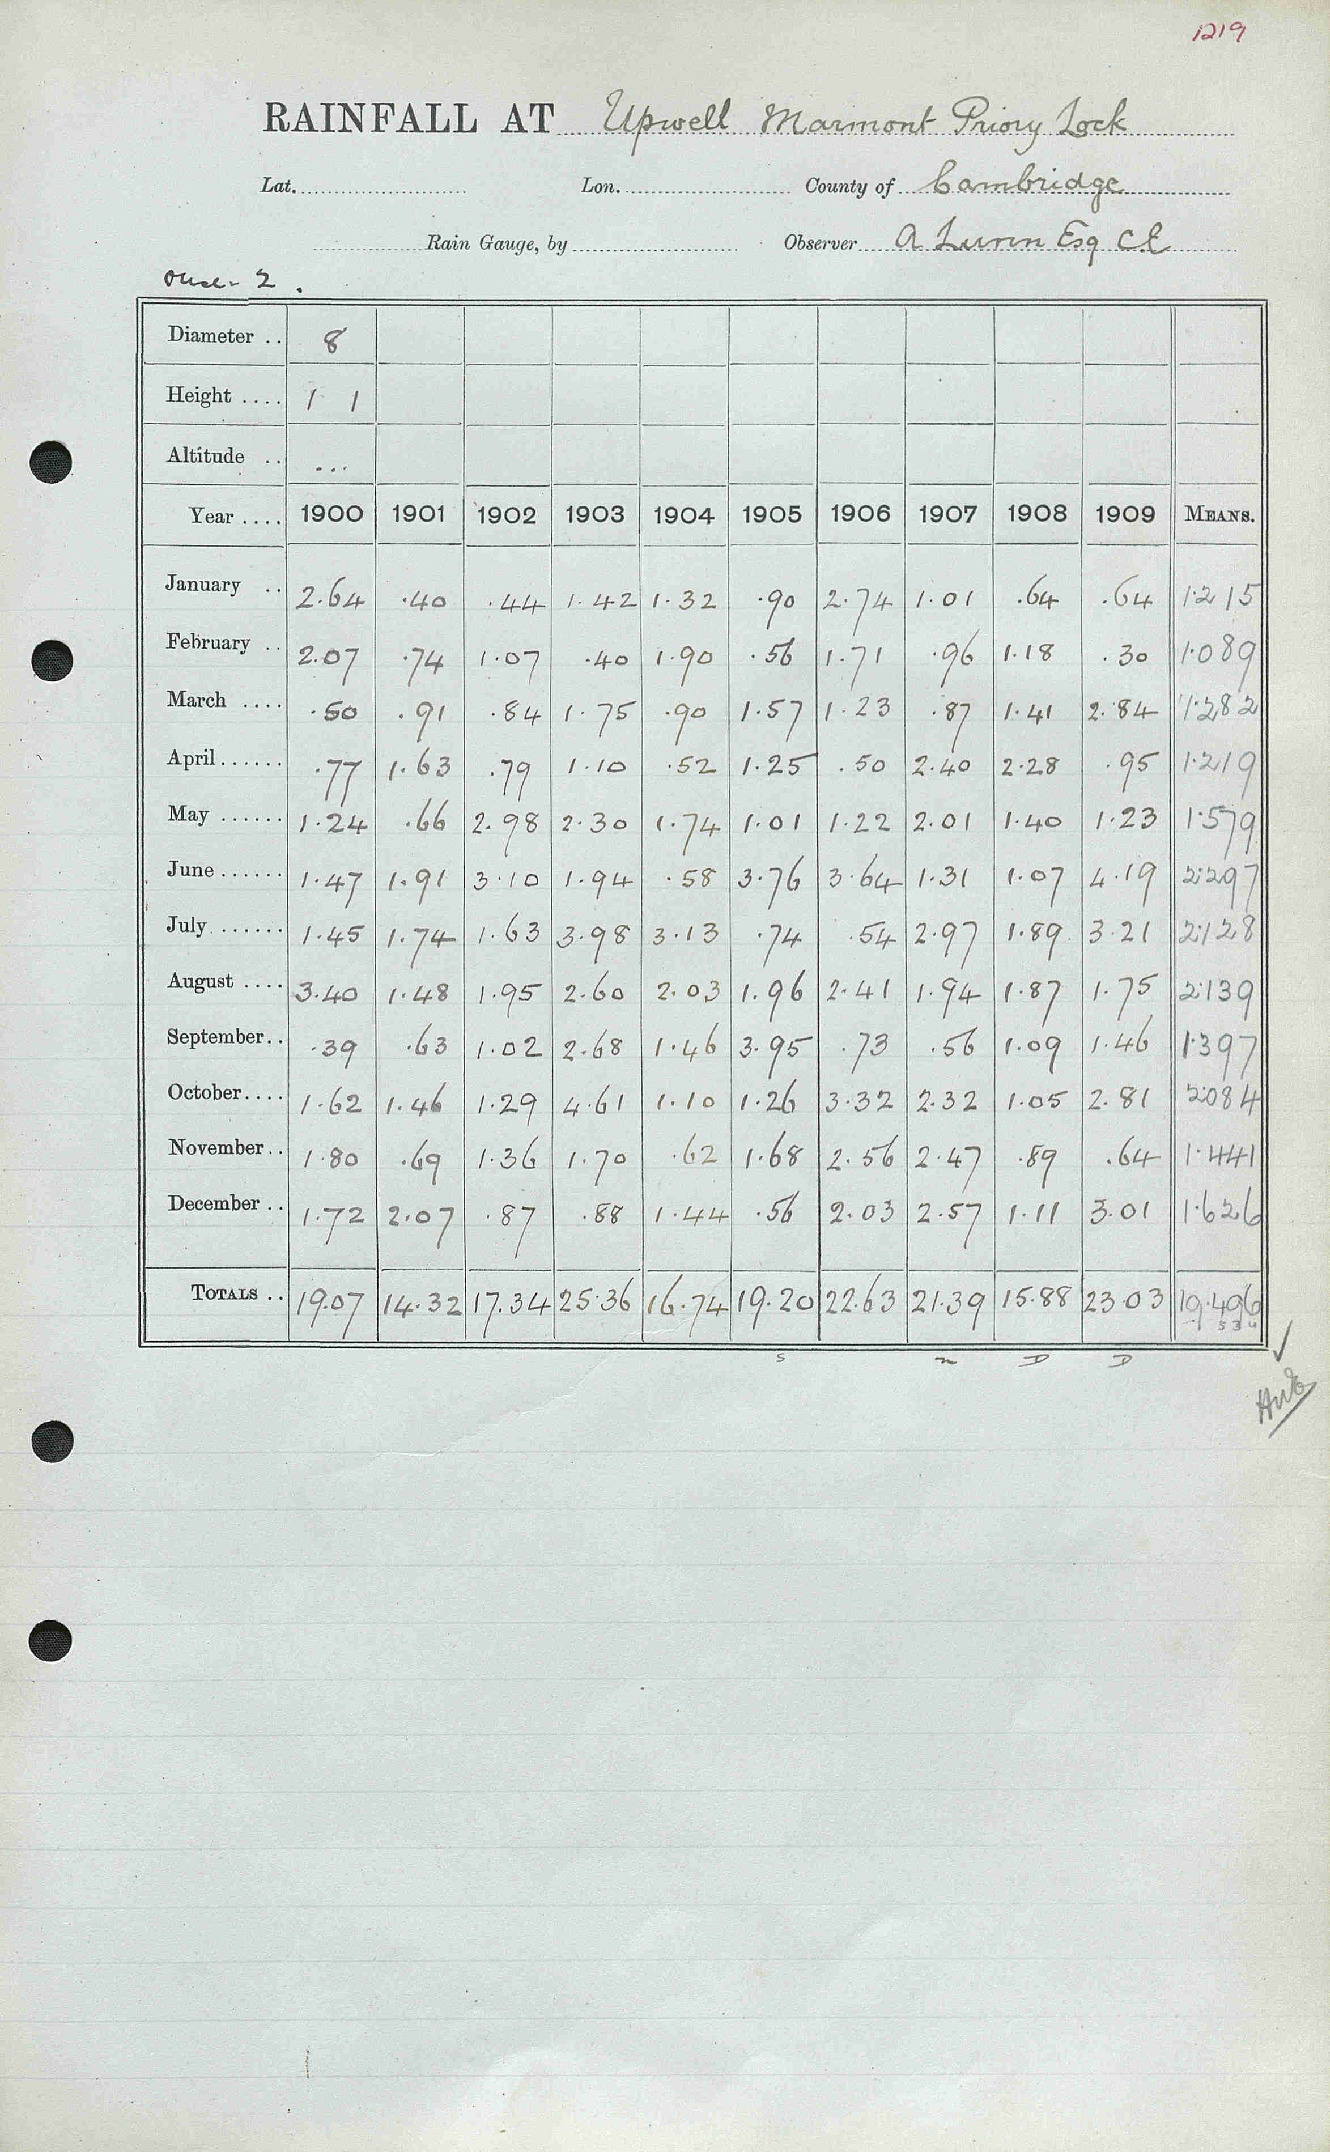 1219
RAINFALL AT Upwell Marmont Priory Lock
Lat. Lon. County of Cambridge
Rain Gauge, by Observer A Lunn Esq C.E
Ouse 2.
Diameter .. 8
Height .... 1 1
Altitude .. ...
Year .... 1900 1901 1902 1903 1904 1905 1906 1907 1908 1909 MEANS.
January .. 2.64 .40 .44 1.42 1.32 .90 2.74 1.01 .64 .64 1.215
February .. 2.07 .74 1.07 .40 1.90 .56 1.71 .96 1.18 .30 1.089
March .... .50 .91 .84 1.75 .90 1.57 1.23 .87 1.41 2.84 1.282
April ...... .77 1.63 .79 1.10 .52 1.25 .50 2.40 2.28 .95 1.219
May ...... 1.24 .66 2.98 2.30 1.74 1.01 1.22 2.01 1.40 1.23 1.579
June ...... 1.47 1.91 3.10 1.94 .58 3.76 3.64 1.31 1.07 4.19 2.297
July ....... 1.45 1.74 1.63 3.98 3.13 .74 .54 2.97 1.89 3.21 2.128
August .... 3.40 1.48 1.95 2.60 2.03 1.96 2.41 1.94 1.87 1.75 2.139
September.. .39 .63 1.02 2.68 1.46 3.95 .73 .56 1.09 1.46 1.397
October.... 1.62 1.46 1.29 4.61 1.10 1.26 3.32 2.32 1.05 2.81 2.084
November.. 1.80 .69 1.36 1.70 .62 1.68 2.56 2.47 .89 .64 1.441
December .. 1.72 2.07 .87 .88 1.44 .56 2.03 2.57 1.11 3.01 1.626
TOTALS .. 19.07 14.32 17.34 25.36 16.74 19.20 22.63 21.39 15.88 23.03 19.496
s n D D